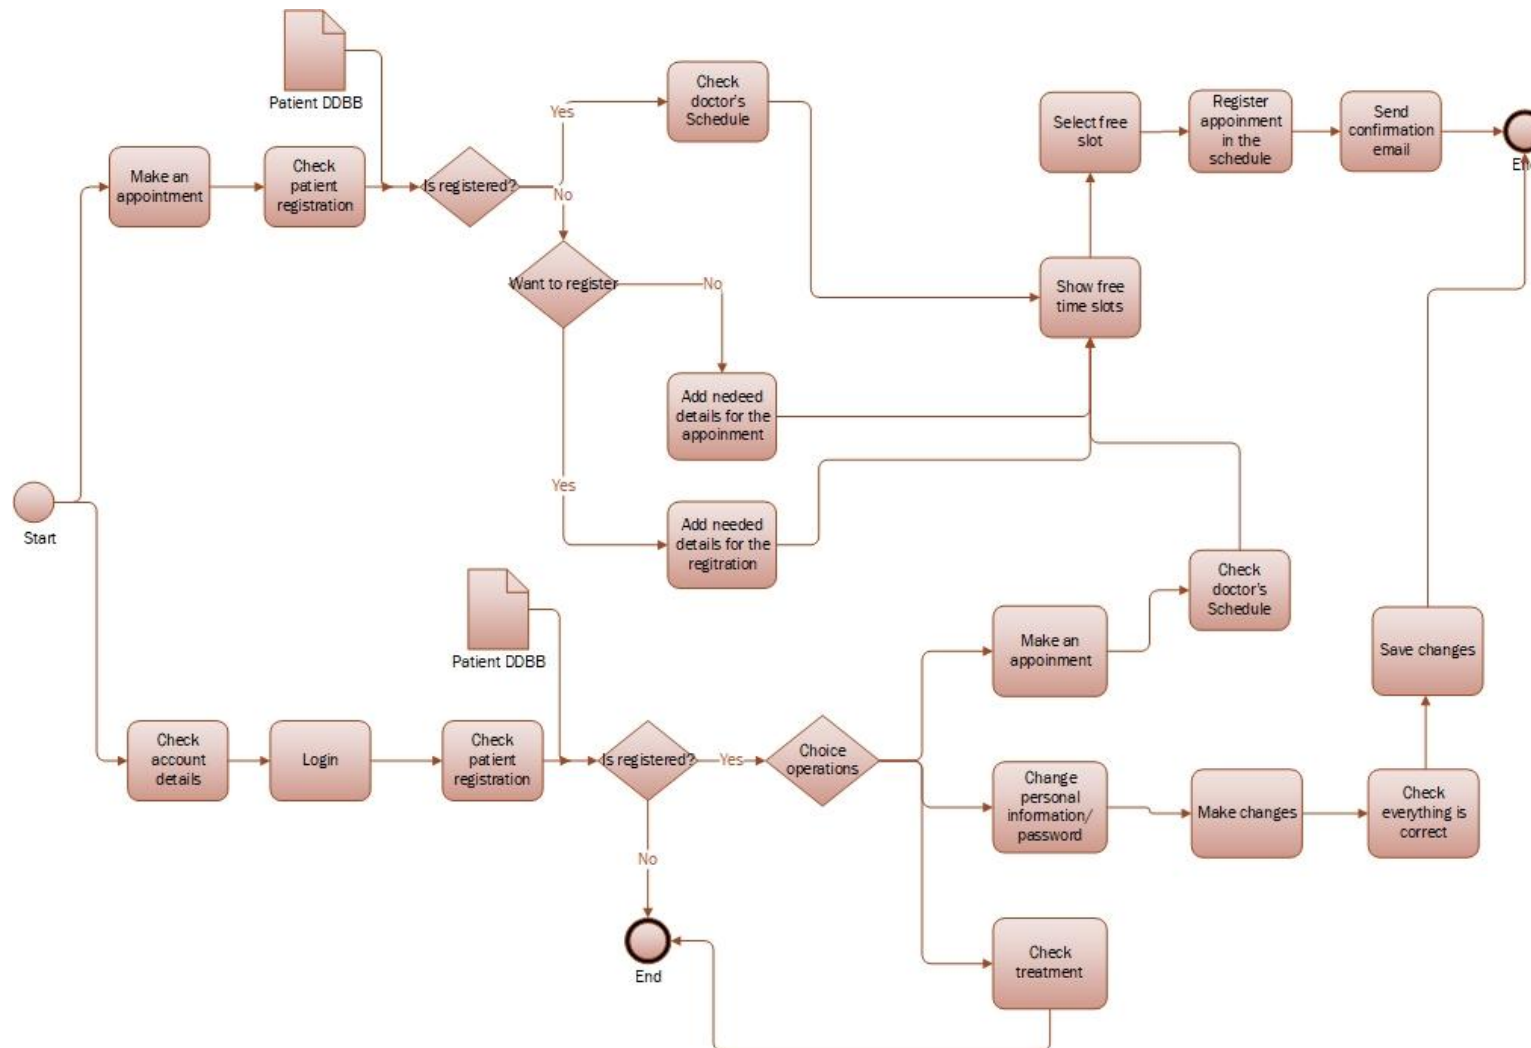 Patient DDBB
Make an
appointment
Check
patient
registration
Is registered?
Yes
No
Check
doctor's
Schedule
Want to register
No
Yes
Add nedeed
details for the
appoinment
Add needed
details for the
regitration
Show free
time slots
Select free
slot
Register
appoinment
in the
schedule
Send
confirmation
email
End
Start
Patient DDBB
Check
account
details
Login
Check
patient
registration
Is registered?
Yes
No
End
Choice
operations
Make an
appoinment
Check
doctor's
Schedule
Change
personal
information/
password
Make changes
Check
everything is
correct
Save changes
Check
treatment